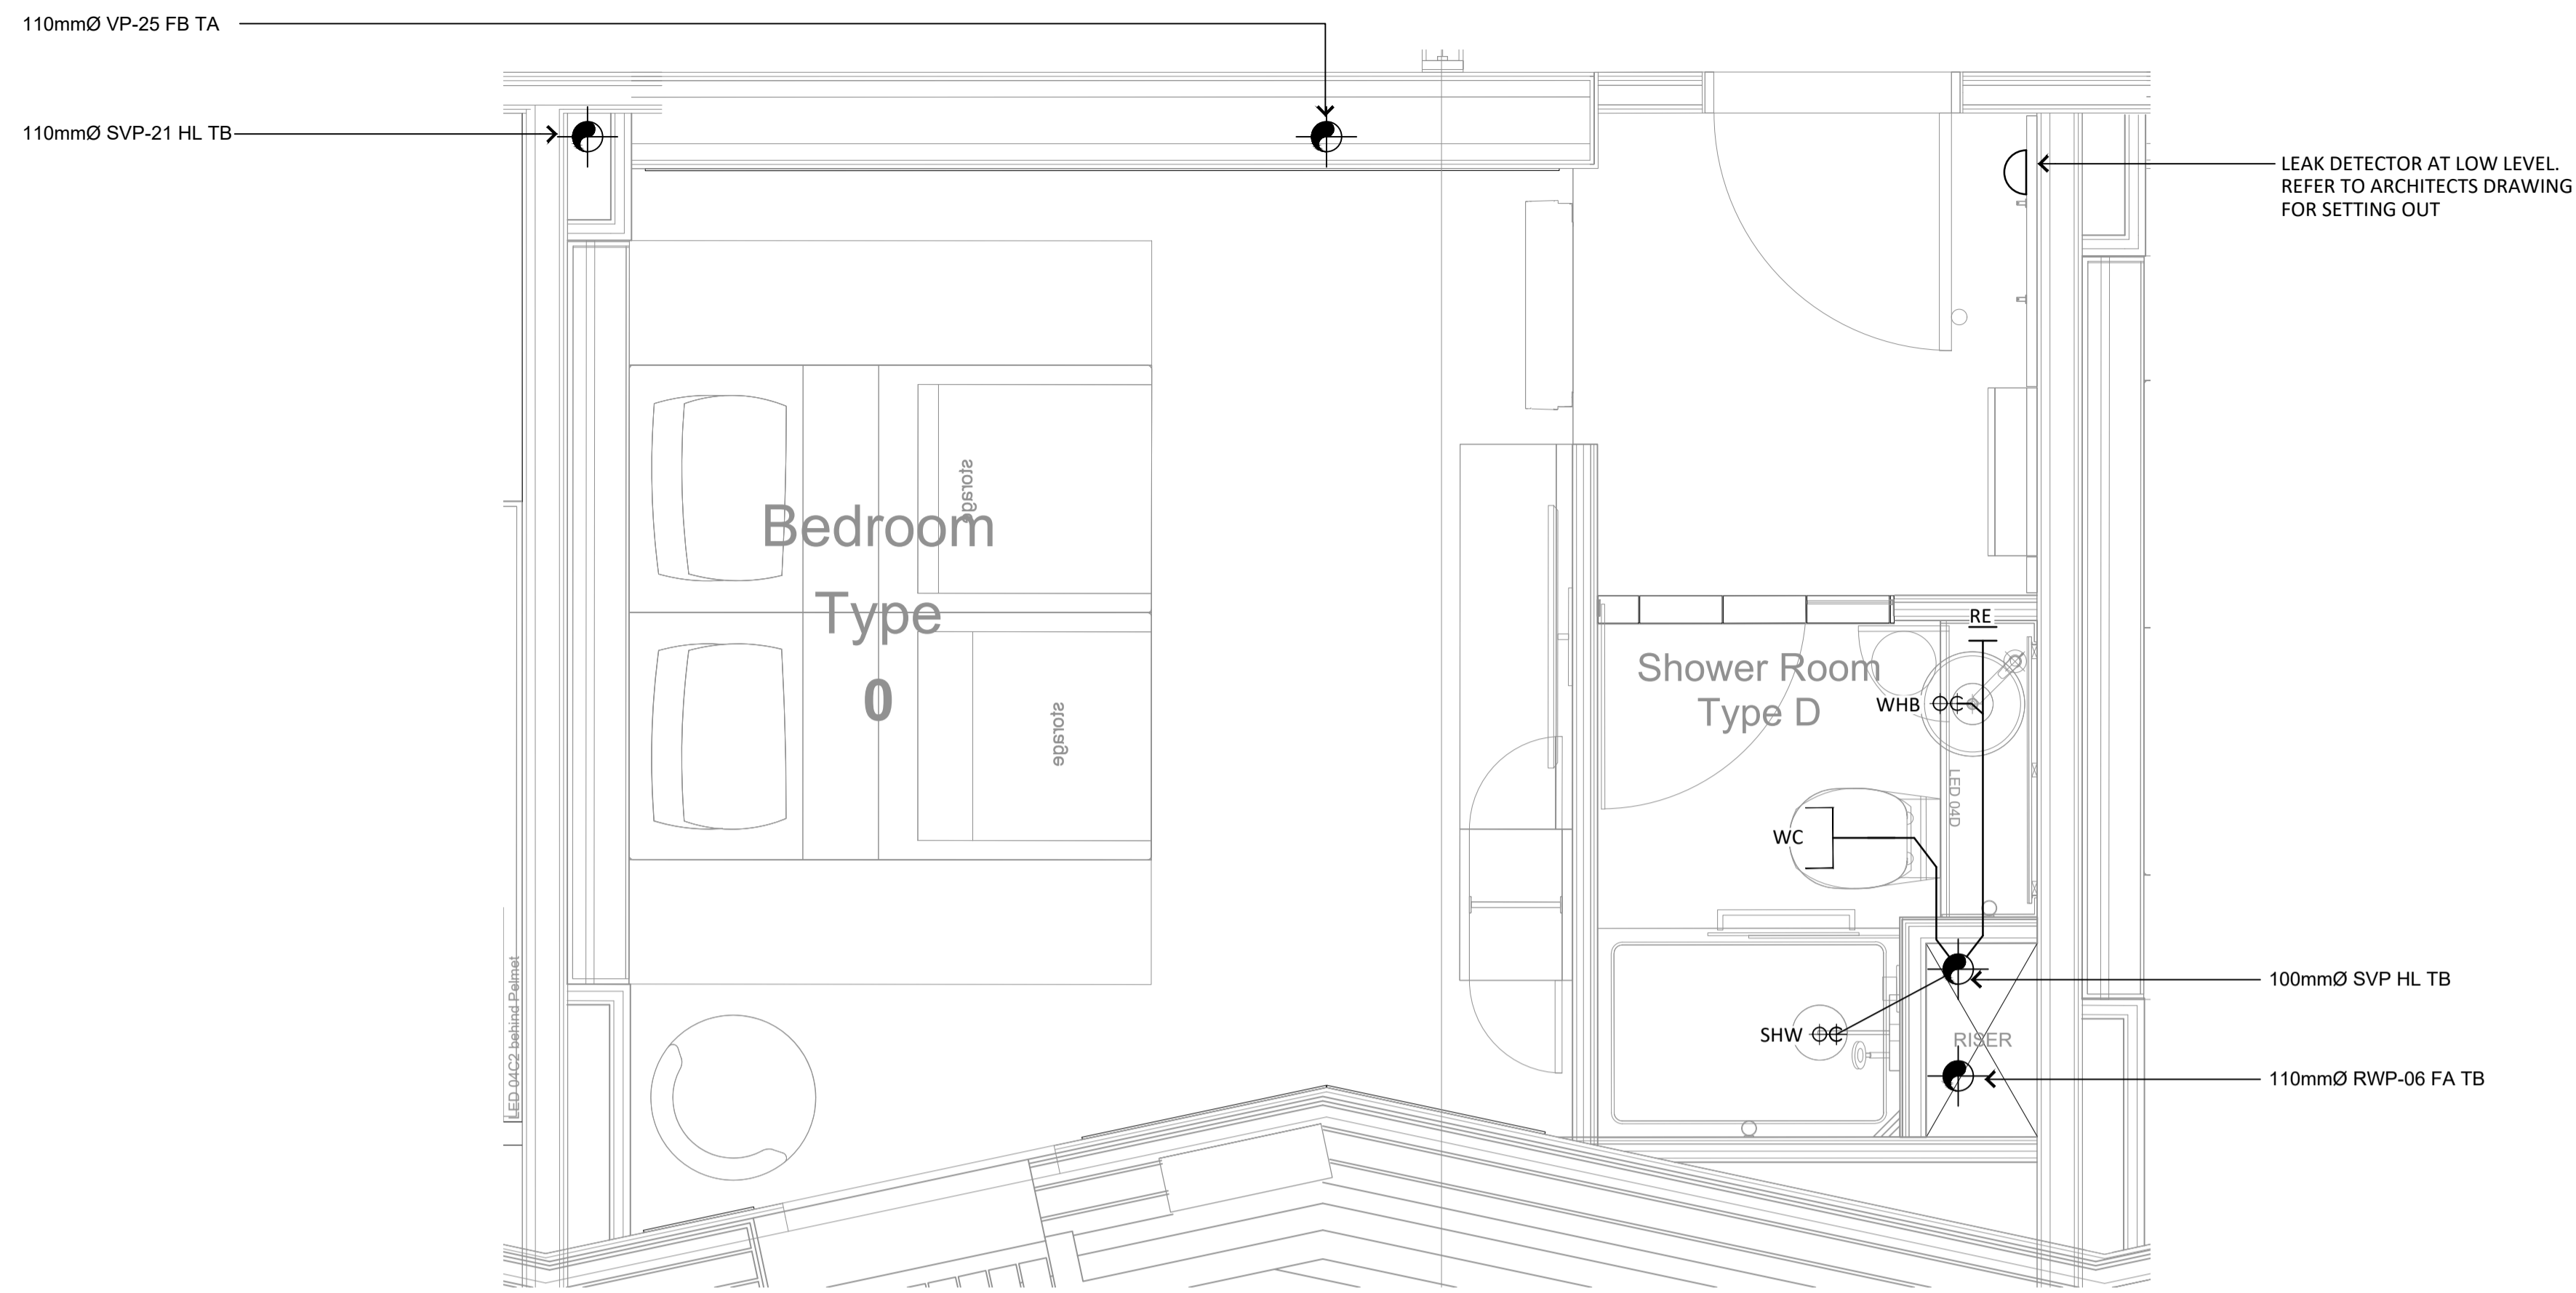 110mmØ VP-25 FB TA
110mmØ SVP-21 HL TB
LEAK DETECTOR AT LOW LEVEL.
REFER TO ARCHITECTS DRAWING
FOR SETTING OUT
storage
Bedroom
Type
0
storage
RE
Shower Room
Type D
WHB
LED 04D
WC
LED 04C2 behind Pelmet
100mmØ SVP HL TB
SHW
RISER
110mmØ RWP-06 FA TB